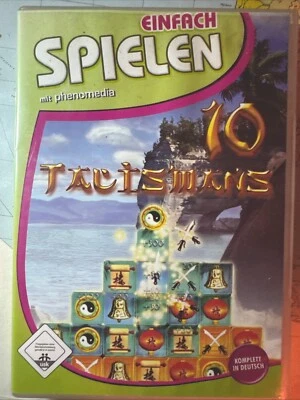 EINFACH
SPIELEN
mit phenomedia
10
TALISMANS
KOMPLETT
IN DEUTSCH